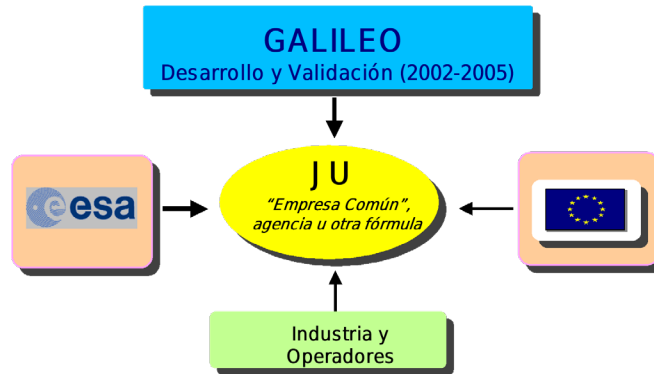 GALILEO
Desarrollo y Validación (2002-2005)
J U
“Empresa Común”,
agencia u otra fórmula
esa
Industria y
Operadores